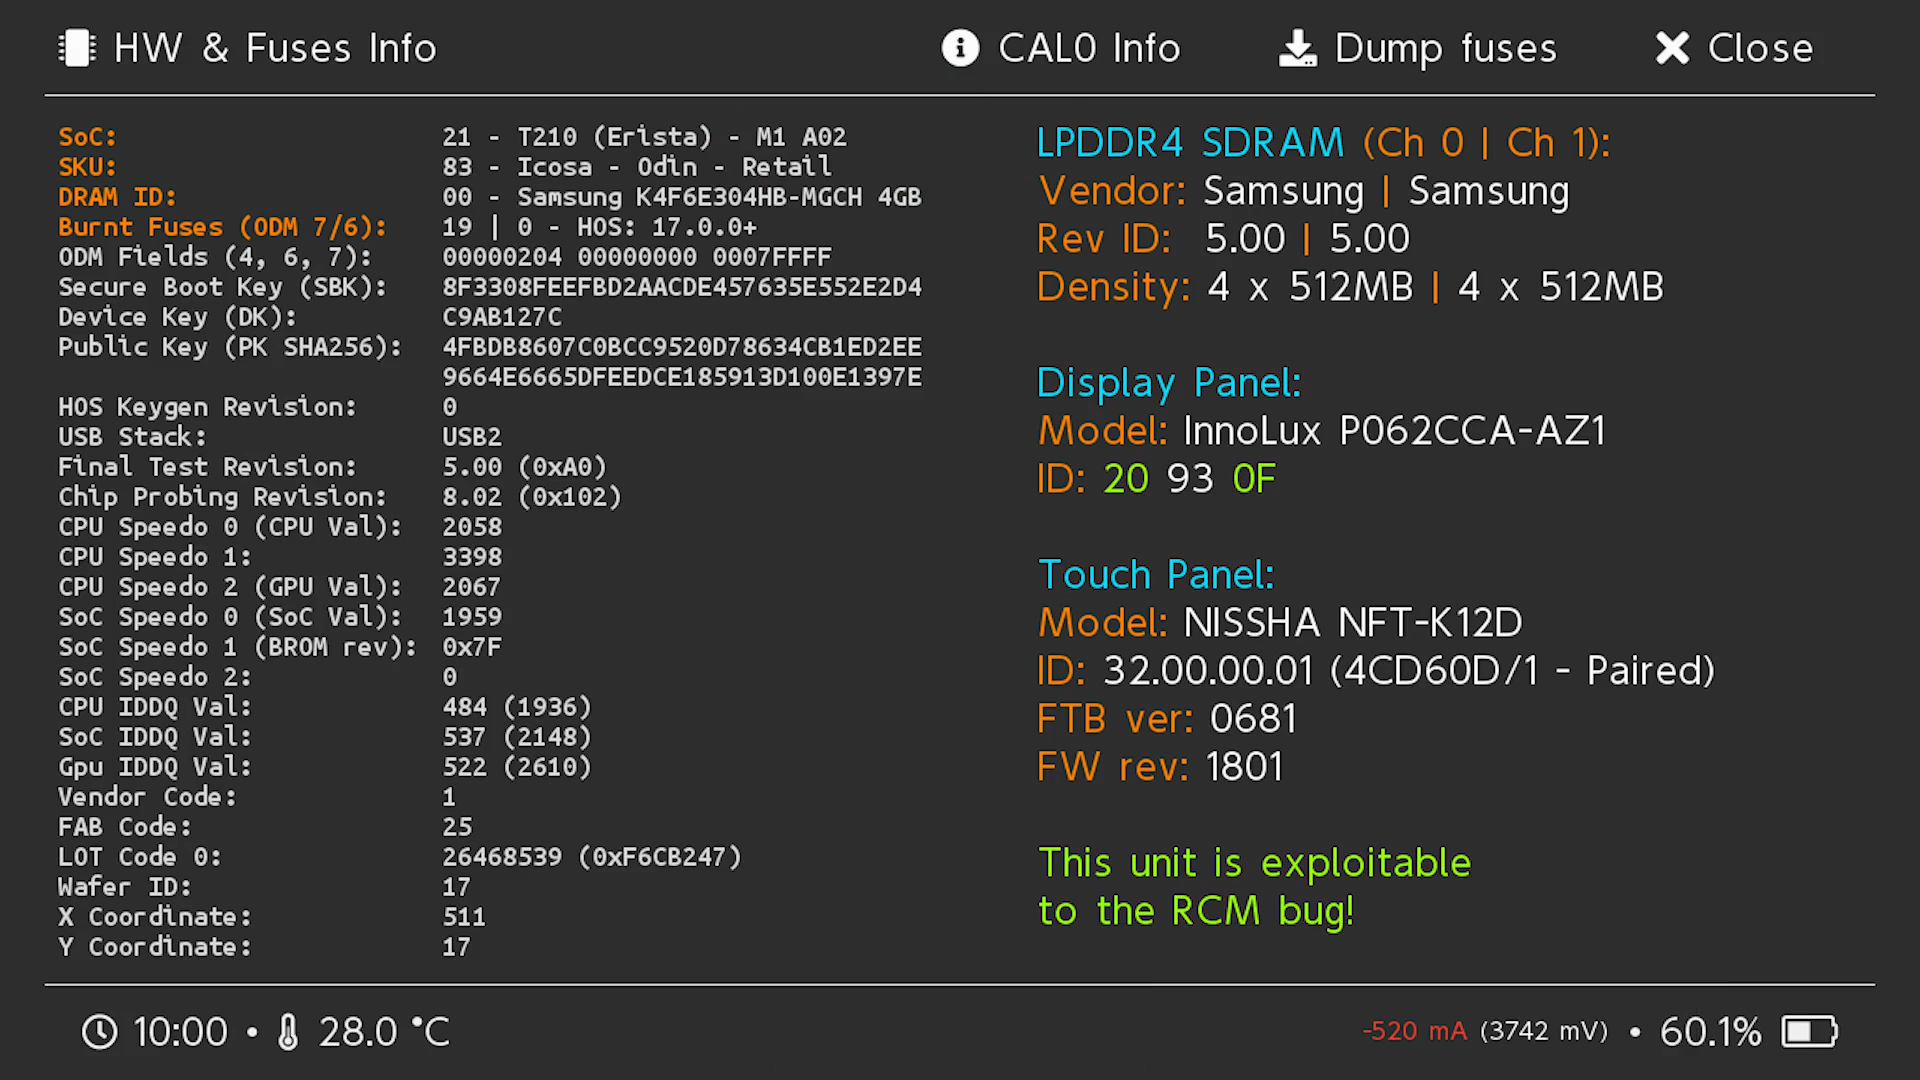 HW & Fuses Info
CAL0 Info
Dump fuses
Close
SoC: 21 - T210 (Erista) - M1 A02
SKU: 83 - Icosa - Odin - Retail
DRAM ID: 00 - Samsung K4F6E304HB-MGCH 4GB
Burnt Fuses (ODM 7/6): 19 | 0 - HOS: 17.0.0+
ODM Fields (4, 6, 7): 00000204 00000000 0007FFFF
Secure Boot Key (SBK): 8F3308FEEFBD2AACDE457635E552E2D4
Device Key (DK): C9AB127C
Public Key (PK SHA256): 4FBDB8607C0BCC9520D78634CB1ED2EE
9664E6665DFEEDCE185913D100E1397E
HOS Keygen Revision: 0
USB Stack: USB2
Final Test Revision: 5.00 (0xA0)
Chip Probing Revision: 8.02 (0x102)
CPU Speedo 0 (CPU Val): 2058
CPU Speedo 1: 3398
CPU Speedo 2 (GPU Val): 2067
SoC Speedo 0 (SoC Val): 1959
SoC Speedo 1 (BROM rev): 0x7F
SoC Speedo 2: 0
CPU IDDQ Val: 484 (1936)
SoC IDDQ Val: 537 (2148)
Gpu IDDQ Val: 522 (2610)
Vendor Code: 1
FAB Code: 25
LOT Code 0: 26468539 (0xF6CB247)
Wafer ID: 17
X Coordinate: 511
Y Coordinate: 17
LPDDR4 SDRAM (Ch 0 | Ch 1):
Vendor: Samsung | Samsung
Rev ID: 5.00 | 5.00
Density: 4 x 512MB | 4 x 512MB
Display Panel:
Model: InnoLux P062CCA-AZ1
ID: 20 93 0F
Touch Panel:
Model: NISSHA NFT-K12D
ID: 32.00.00.01 (4CD60D/1 - Paired)
FTB ver: 0681
FW rev: 1801
This unit is exploitable
to the RCM bug!
10:00 • 28.0 °C
-520 mA (3742 mV) • 60.1%